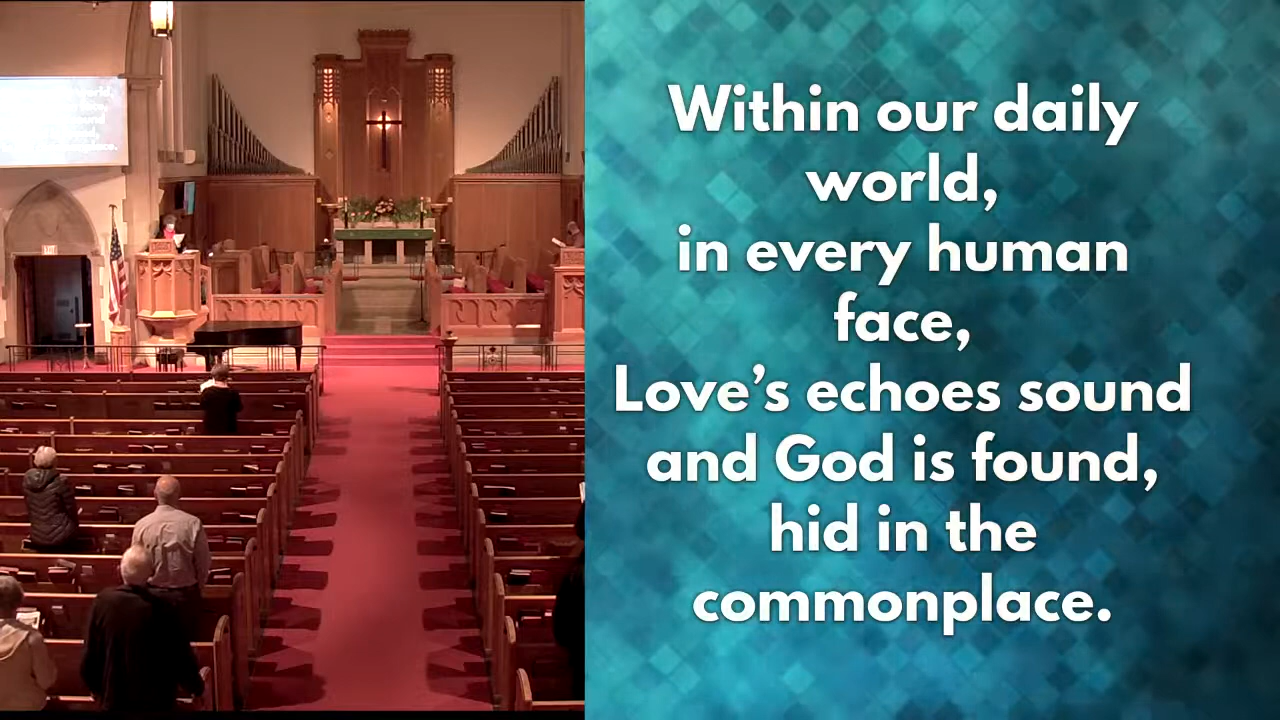 Within our daily
world,
in every human
face,
Love’s echoes sound
and God is found,
hid in the
commonplace.
EXIT